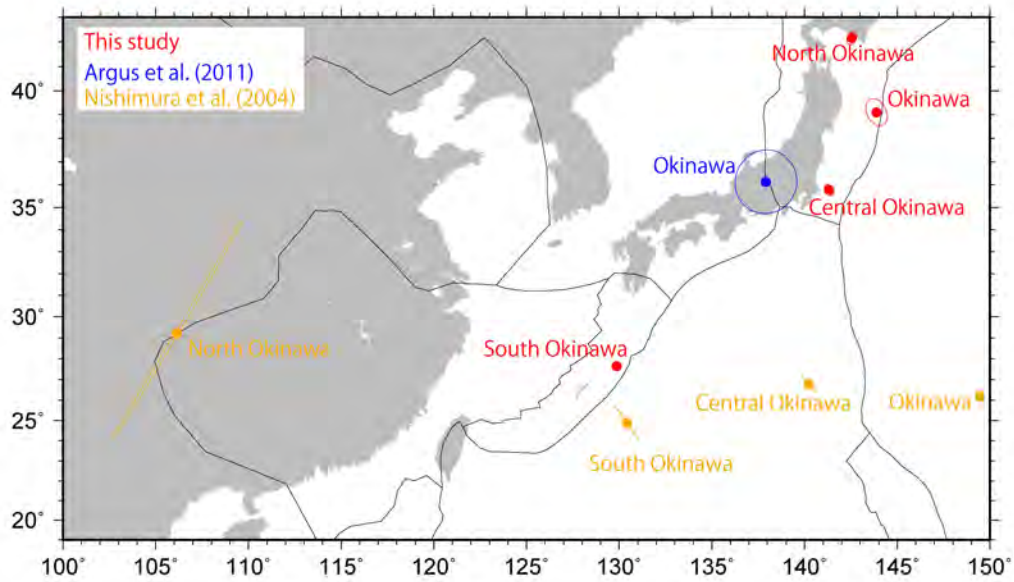 This study
Argus et al. (2011)
Nishimura et al. (2004)
North Okinawa
Okinawa
Okinawa
Central Okinawa
North Okinawa
South Okinawa
Central Okinawa
Okinawa
South Okinawa
40°
35°
30°
25°
20°
100°
105°
110°
115°
120°
125°
130°
135°
140°
145°
150°